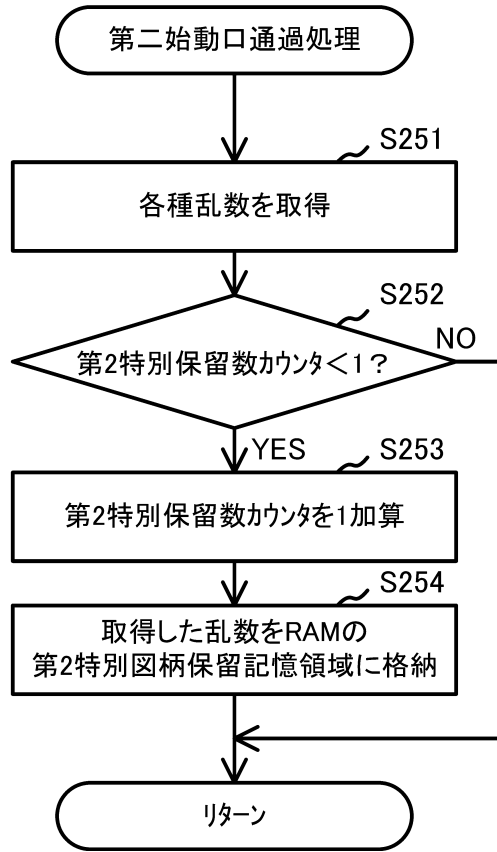 第二始動口通過処理
S251
各種乱数を取得
S252
第2特別保留数カウンタ＜1？
NO
YES
S253
第2特別保留数カウンタを1加算
S254
取得した乱数をRAMの
第2特別図柄保留記憶領域に格納
リターン